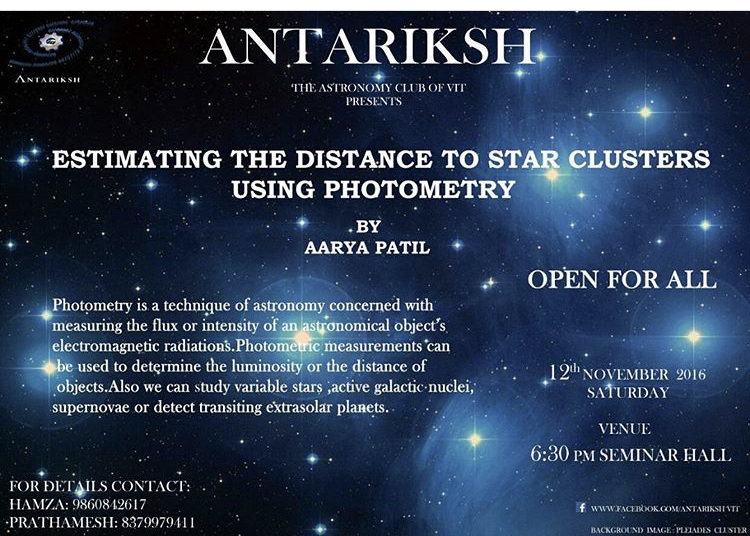 ANTARIKSH
ANTARIKSH
THE ASTRONOMY CLUB OF VIT
PRESENTS
ESTIMATING THE DISTANCE TO STAR CLUSTERS
USING PHOTOMETRY
BY
AARYA PATIL
OPEN FOR ALL
Photometry is a technique of astronomy concerned with
measuring the flux or intensity of an astronomical object's
electromagnetic radiations.Photometric measurements can
be used to determine the luminosity or the distance of
objects.Also we can study variable stars ,active galactic nuclei,
supernovae or detect transiting extrasolar planets.
12th NOVEMBER 2016
SATURDAY
VENUE
6:30 PM SEMINAR HALL
FOR DETAILS CONTACT:
HAMZA: 9860842617
PRATHAMESH: 8379979411
f WWW.FACEBOOK.COM/ANTARIKSH VIT
BACKGROUND IMAGE : PLEIADES CLUSTER